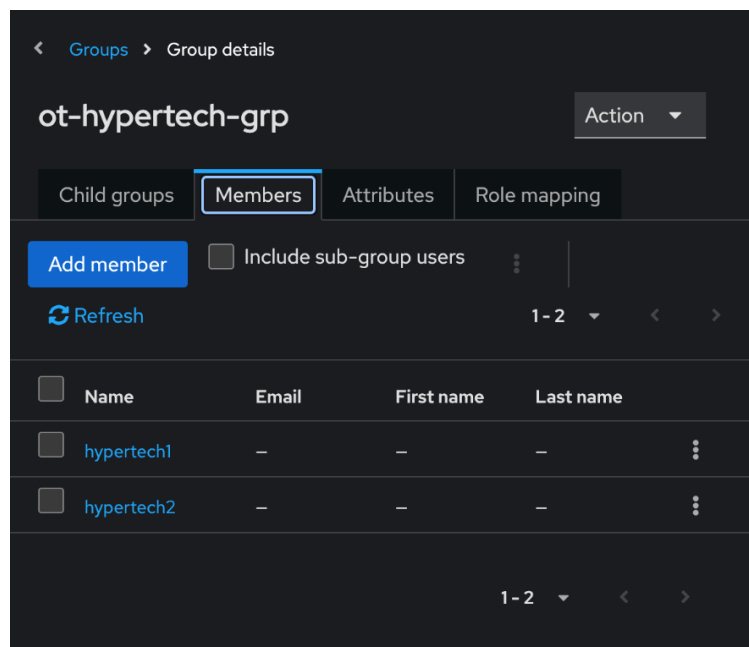 Groups > Group details
ot-hypertech-grp
Action
Child groups Members Attributes Role mapping
Add member Include sub-group users
Refresh 1 - 2
Name Email First name Last name
hypertech1 – – –
hypertech2 – – –
1 - 2